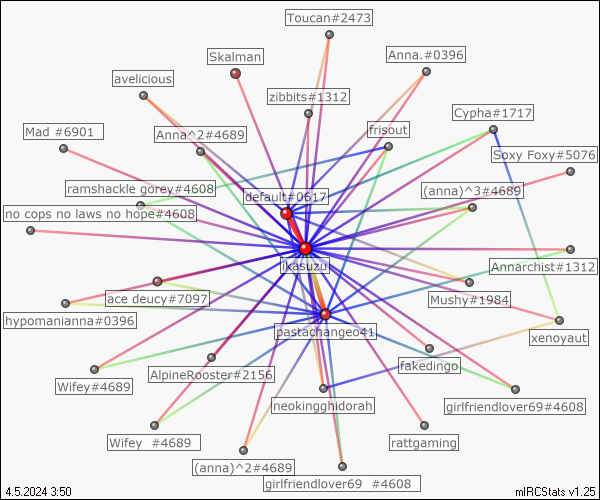 Toucan#2473
Skalman
Anna.#0396
avelicious
zibbits#1312
Cypha#1717
Mad #6901
Anna^2#4689
frisout
Soxy Foxy#5076
ramshackle gorey#4608
default#0617
(anna)^3#4689
no cops no laws no hope#4608
ikasuzu
Annarchist#1312
ace deucy#7097
Mushy#1984
hypomanianna#0396
pastachangeo41
xenoyaut
Wifey#4689
AlpineRooster#2156
fakedingo
neokingghidorah
girlfriendlover69#4608
Wifey  #4689
rattgaming
(anna)^2#4689
girlfriendlover69  #4608
4.5.2024 3:50
mIRCStats v1.25